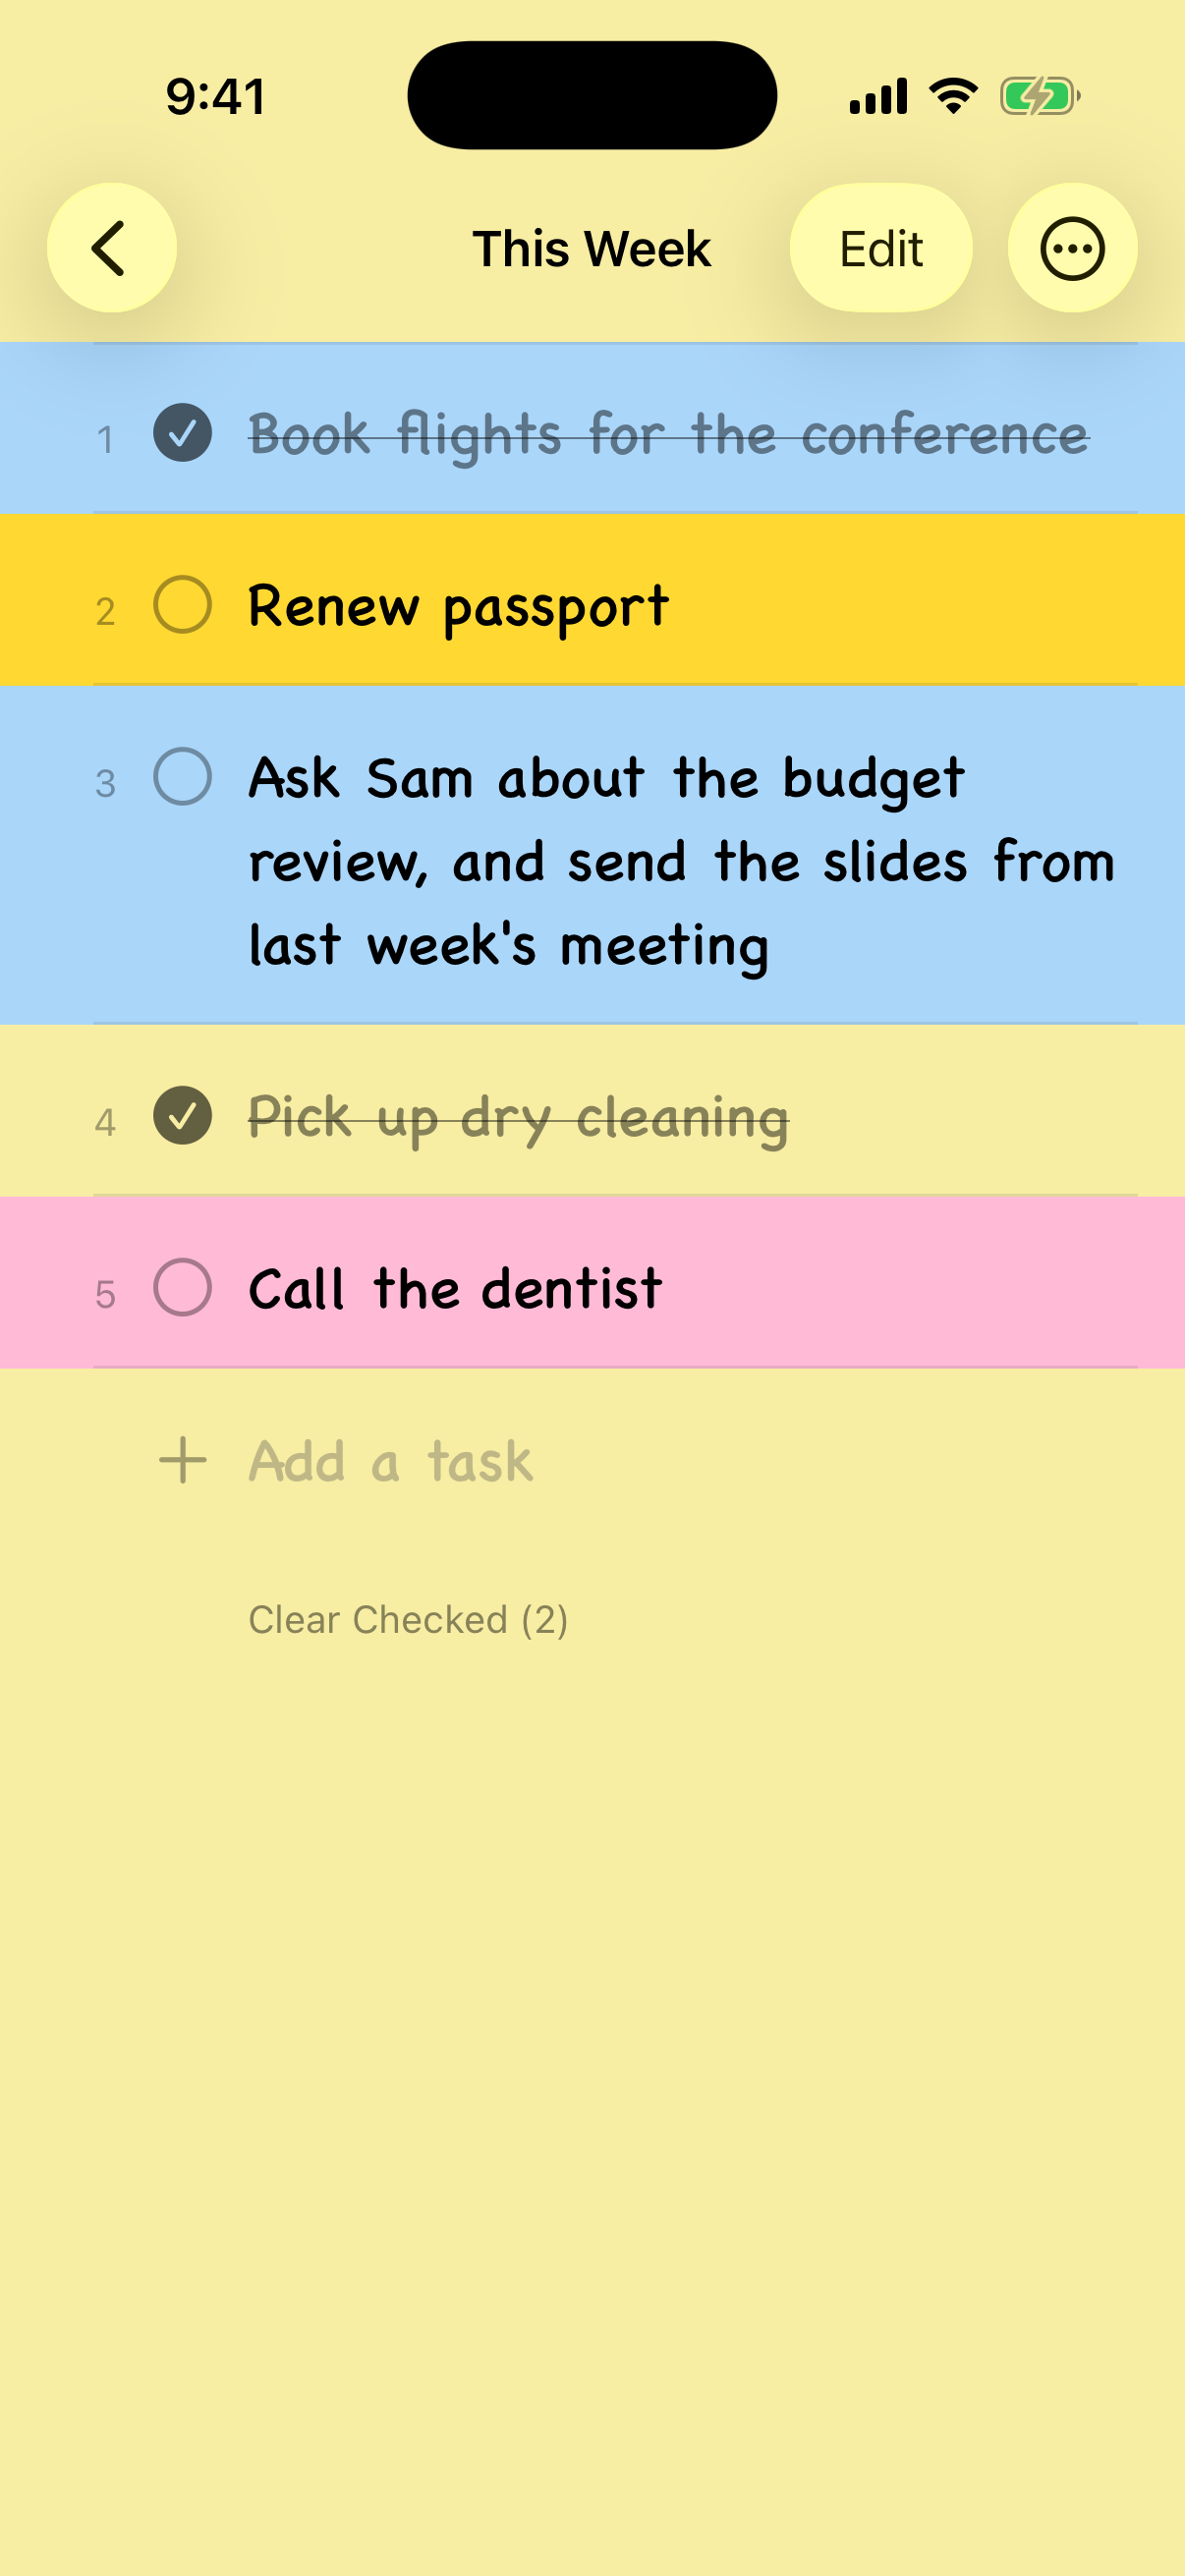 9:41
This Week
Edit
1 Book flights for the conference
2 Renew passport
3 Ask Sam about the budget
review, and send the slides from
last week's meeting
4 Pick up dry cleaning
5 Call the dentist
Add a task
Clear Checked (2)